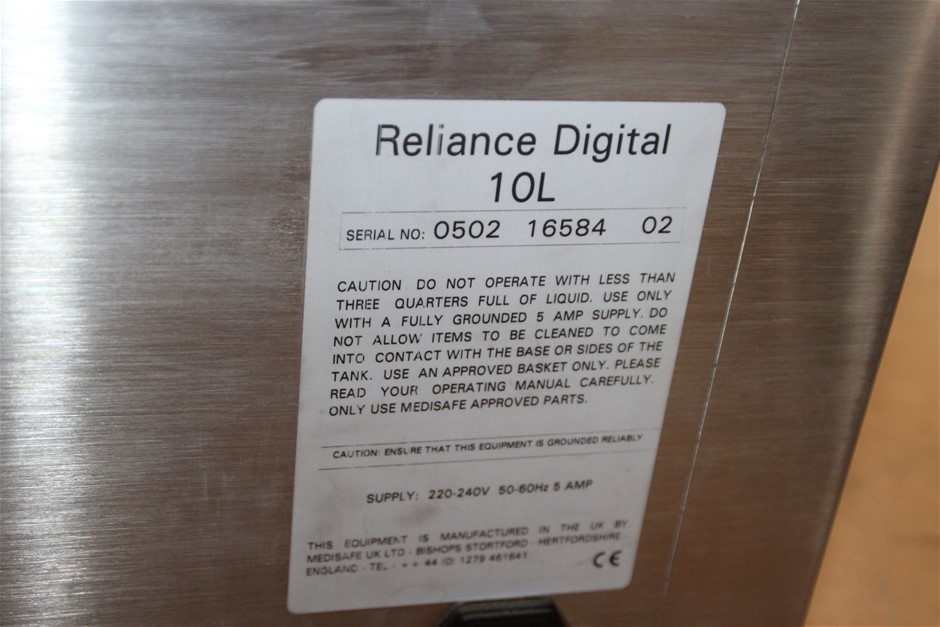 Reliance Digital
10L
SERIAL NO: 0502 16584 02
CAUTION DO NOT OPERATE WITH LESS THAN
THREE QUARTERS FULL OF LIQUID. USE ONLY
WITH A FULLY GROUNDED 5 AMP SUPPLY. DO
NOT ALLOW ITEMS TO BE CLEANED TO COME
INTO CONTACT WITH THE BASE OR SIDES OF THE
TANK. USE AN APPROVED BASKET ONLY. PLEASE
READ YOUR OPERATING MANUAL CAREFULLY.
ONLY USE MEDISAFE APPROVED PARTS.
CAUTION: ENSURE THAT THIS EQUIPMENT IS GROUNDED RELIABLY
SUPPLY: 220-240V 50-60Hz 5 AMP
THIS EQUIPMENT IS MANUFACTURED IN THE UK BY
MEDISAFE UK LTD - BISHOPS STORTFORD - HERTFORDSHIRE
ENGLAND - TEL - + + 44 (0) 1279 461641
CE